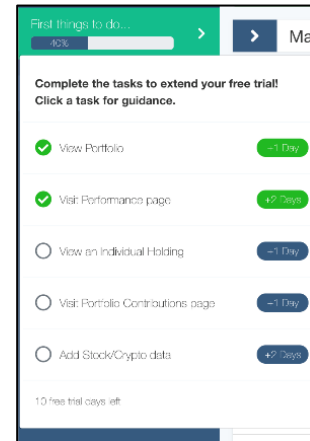 First things to do...
40%
Ma
Complete the tasks to extend your free trial!
Click a task for guidance.
View Portfolio
+1 Day
Visit Performance page
+2 Days
View an Individual Holding
+1 Day
Visit Portfolio Contributions page
+1 Day
Add Stock/Crypto data
+2 Days
10 free trial days left